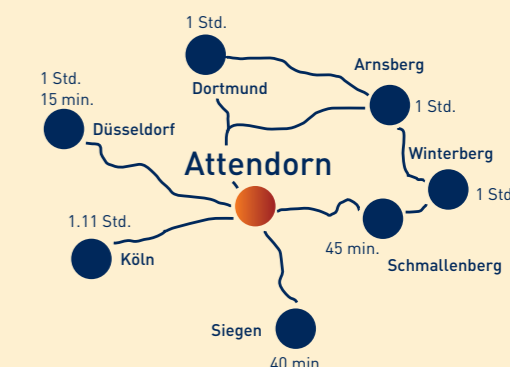 1 Std.
Dortmund
Arnsberg
1 Std.
1 Std.
15 min.
Düsseldorf
Attendorn
Winterberg
1 Std
1.11 Std.
Köln
45 min.
Schmallenberg
Siegen
40 min